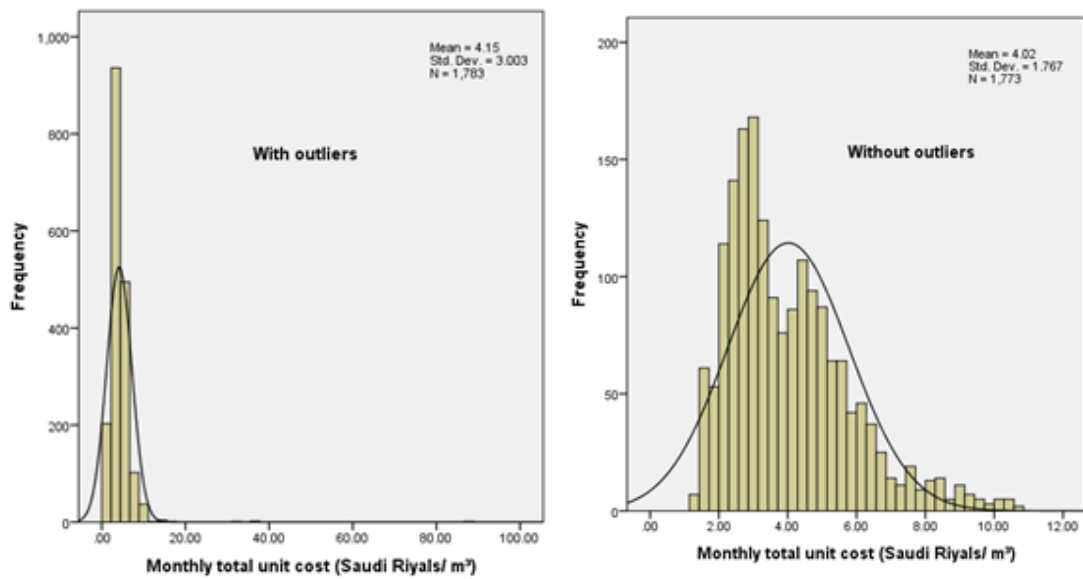 Mean = 4.15
Std. Dev. = 3.003
N = 1,783
With outliers
1,000
800
600
400
200
0
Frequency
.00 20.00 40.00 60.00 80.00 100.00
Monthly total unit cost (Saudi Riyals/ m³)
Mean = 4.02
Std. Dev. = 1.767
N = 1,773
Without outliers
200
150
100
50
0
Frequency
.00 2.00 4.00 6.00 8.00 10.00 12.00
Monthly total unit cost (Saudi Riyals/ m³)